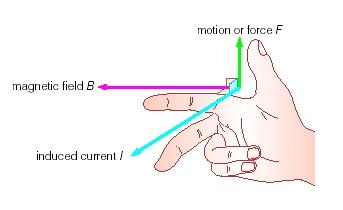 motion or force F
magnetic field B
induced current I